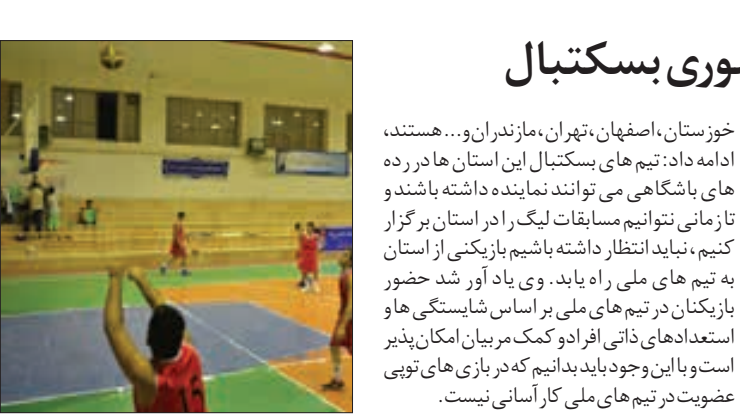 بسکتبال
خوزستان،اصفهان،تهران،مازندران‌و...هستند،
ادامه داد: تیم های بسکتبال این استان ها در رده
های باشگاهی می توانند نماینده داشته باشند و
تا زمانی نتوانیم مسابقات لیگ را در استان برگزار
کنیم، نباید انتظار داشته باشیم بازیکنی از استان
به تیم های ملی راه یابد. وی یاد آور شد حضور
بازیکنان در تیم های ملی بر اساس شایستگی ها و
استعدادهای ذاتی افراد و کمک مربیان امکان پذیر
است و با این وجود باید بدانیم که در بازی های توپی
عضویت در تیم های ملی کار آسانی نیست.